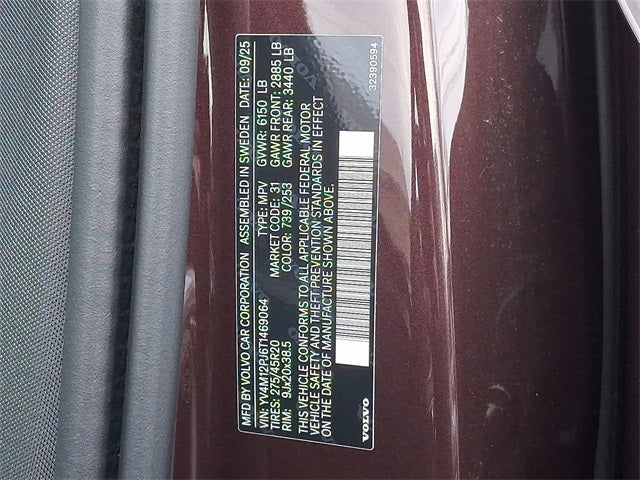 MFD BY VOLVO CAR CORPORATION ASSEMBLED IN SWEDEN DATE: 09/25
VIN: YV4M12PJ6T1469064 TYPE: MPV GVWR: 6150 LB
TIRES: 275/45R20 MARKET CODE: 31 GAWR FRONT: 2885 LB
RIM: 9Jx20x38.5 COLOR: 739/253 GAWR REAR: 3440 LB
THIS VEHICLE CONFORMS TO ALL APPLICABLE FEDERAL MOTOR
VEHICLE SAFETY AND THEFT PREVENTION STANDARDS IN EFFECT
ON THE DATE OF MANUFACTURE SHOWN ABOVE.
VOLVO
32390594